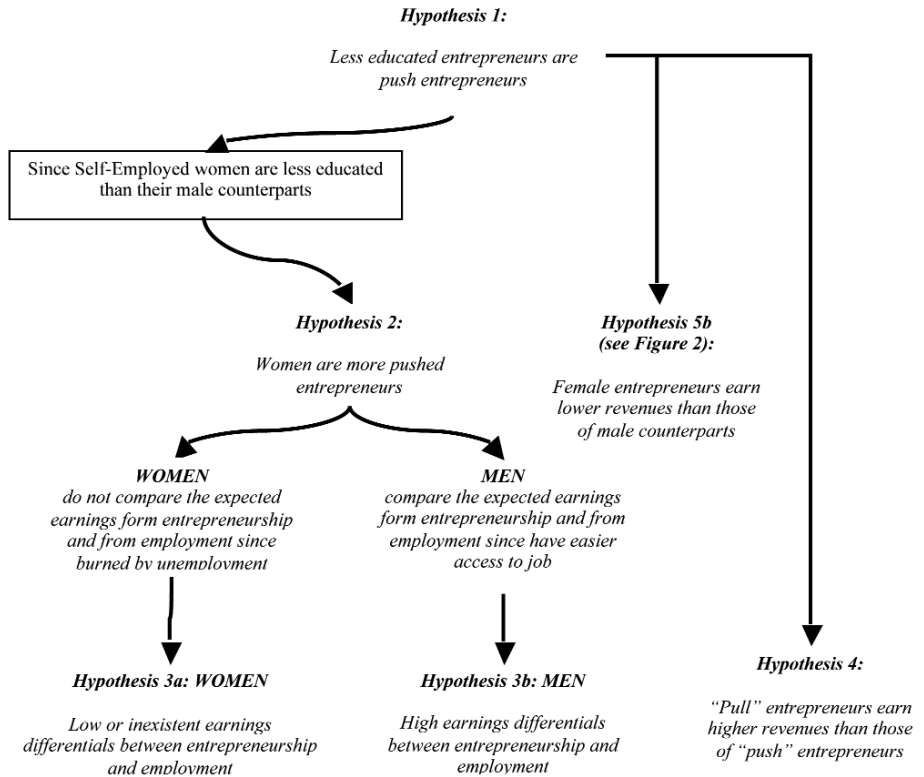 Hypothesis 1:
Less educated entrepreneurs are
push entrepreneurs
Since Self-Employed women are less educated
than their male counterparts
Hypothesis 2:
Women are more pushed
entrepreneurs
Hypothesis 5b
(see Figure 2):
Female entrepreneurs earn
lower revenues than those
of male counterparts
WOMEN
do not compare the expected
earnings form entrepreneurship
and from employment since
burned by unemployment
MEN
compare the expected earnings
form entrepreneurship and from
employment since have easier
access to job
Hypothesis 3a: WOMEN
Low or inexistent earnings
differentials between entrepreneurship
and employment
Hypothesis 3b: MEN
High earnings differentials
between entrepreneurship and
employment
Hypothesis 4:
“Pull” entrepreneurs earn
higher revenues than those
of “push” entrepreneurs